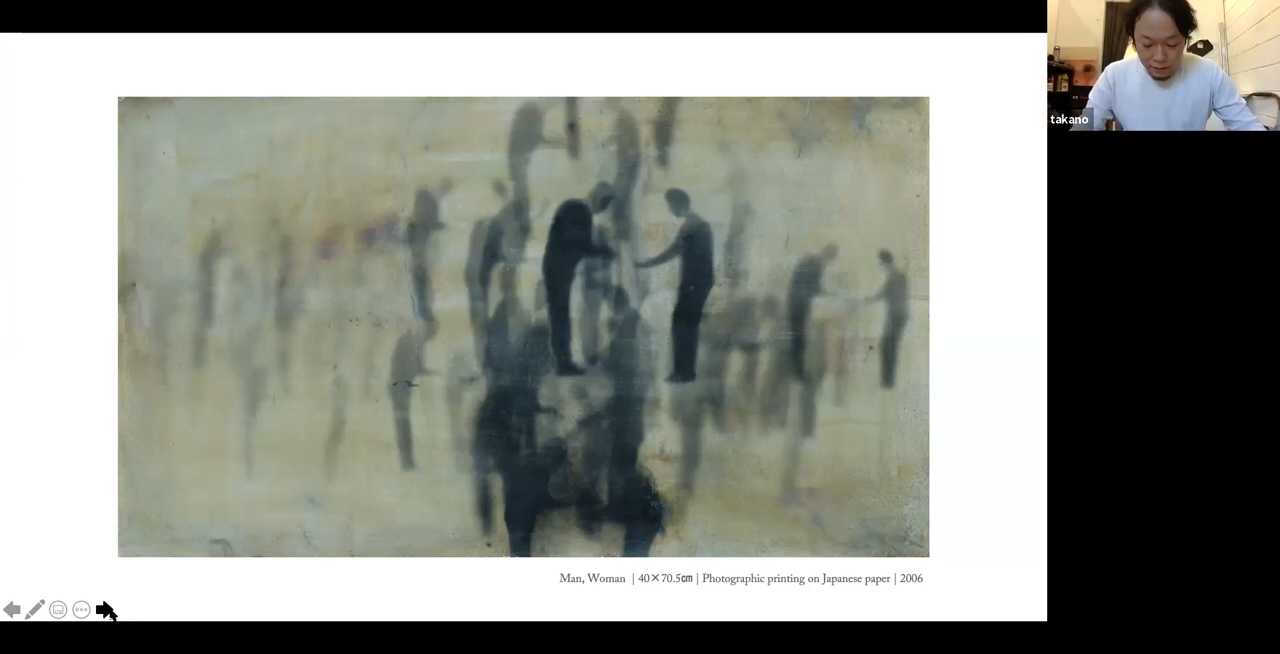 takano
Man, Woman | 40×70.5㎝ | Photographic printing on Japanese paper | 2006